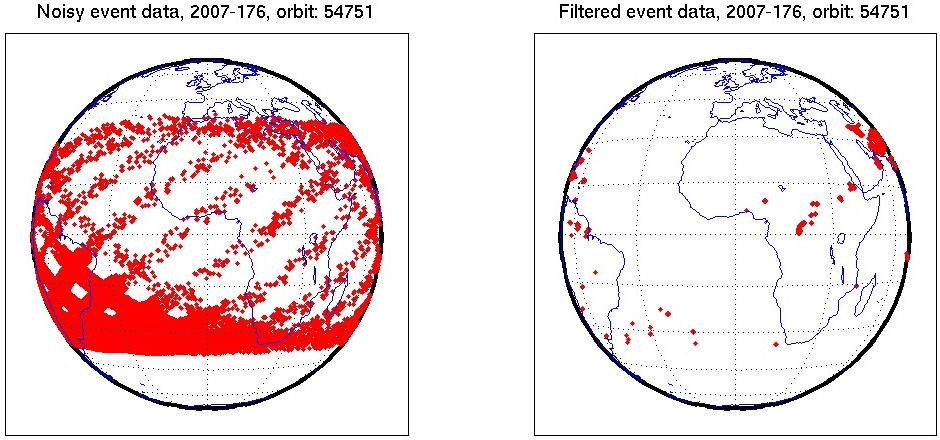 Noisy event data, 2007-176, orbit: 54751
Filtered event data, 2007-176, orbit: 54751